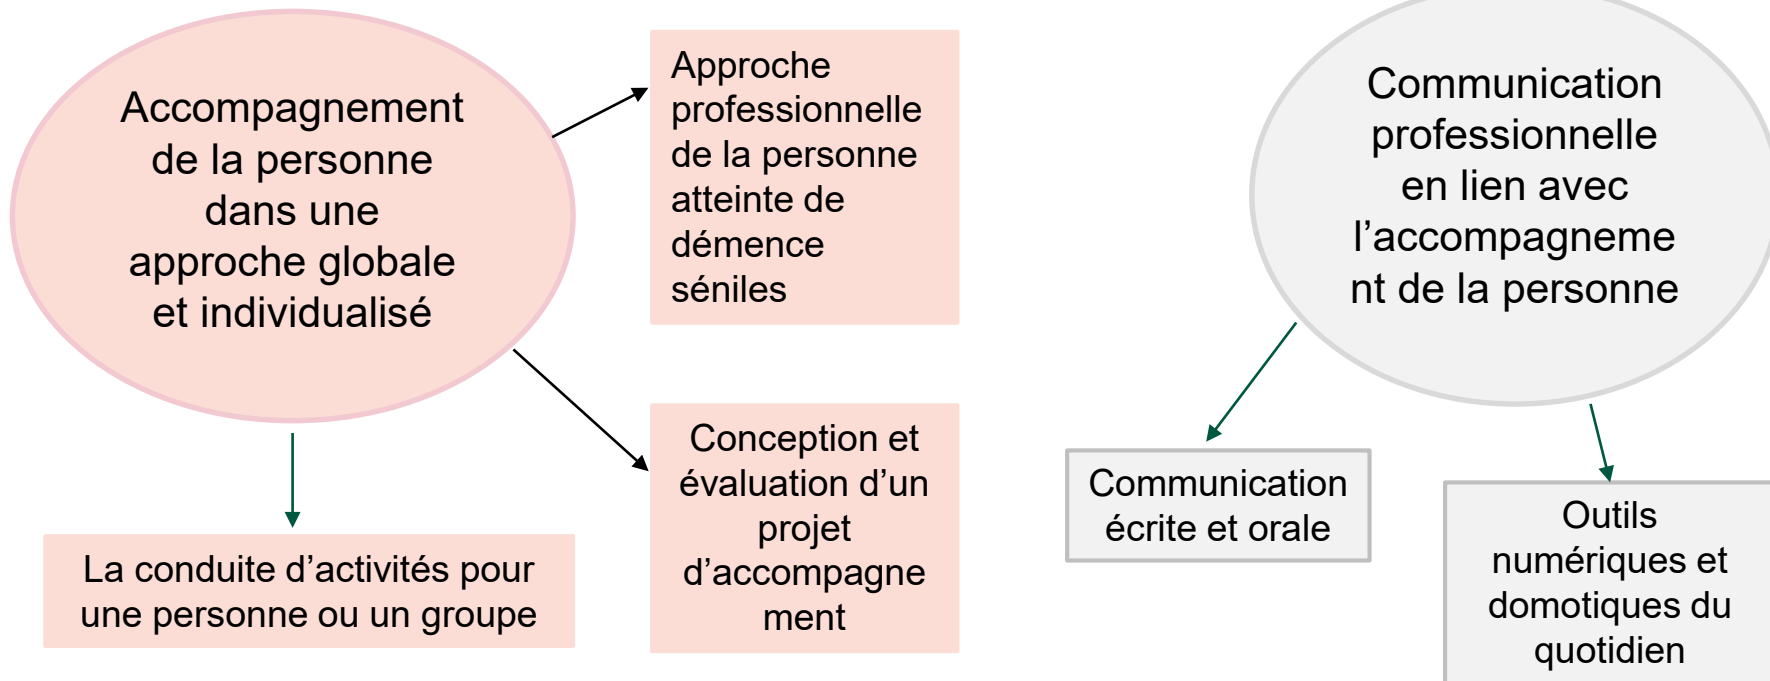 Accompagnement
de la personne
dans une
approche globale
et individualisé
Approche
professionnelle
de la personne
atteinte de
démence
séniles
Conception et
évaluation d’un
projet
d’accompagne
ment
La conduite d’activités pour
une personne ou un groupe
Communication
professionnelle
en lien avec
l’accompagneme
nt de la personne
Communication
écrite et orale
Outils
numériques et
domotiques du
quotidien